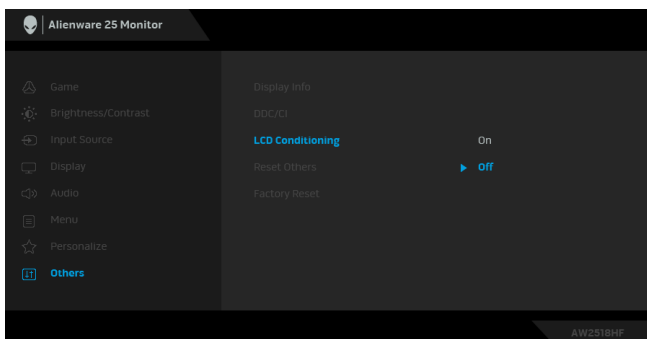 Alienware 25 Monitor
Game
Display Info
Brightness/Contrast
DDC/CI
Input Source
LCD Conditioning
On
Display
Reset Others
Off
Audio
Factory Reset
Menu
Personalize
Others
AW2518HF